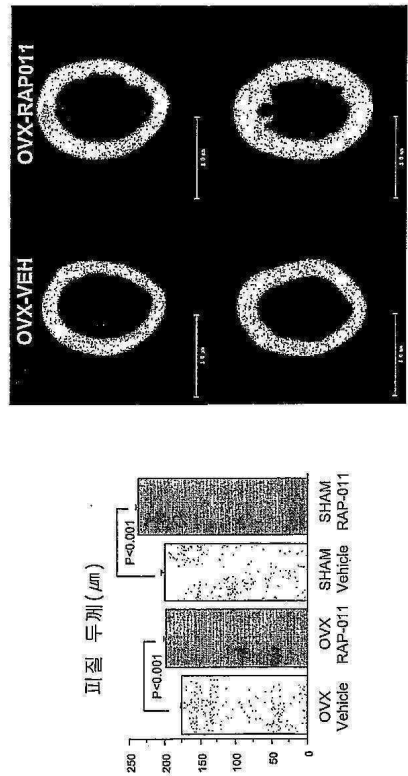 피질 두께(㎛)
250
200
150
100
50
0
P<0.001
P<0.001
OVX
Vehicle
OVX
RAP-011
SHAM
Vehicle
SHAM
RAP-011
OVX-VEH
OVX-RAP011